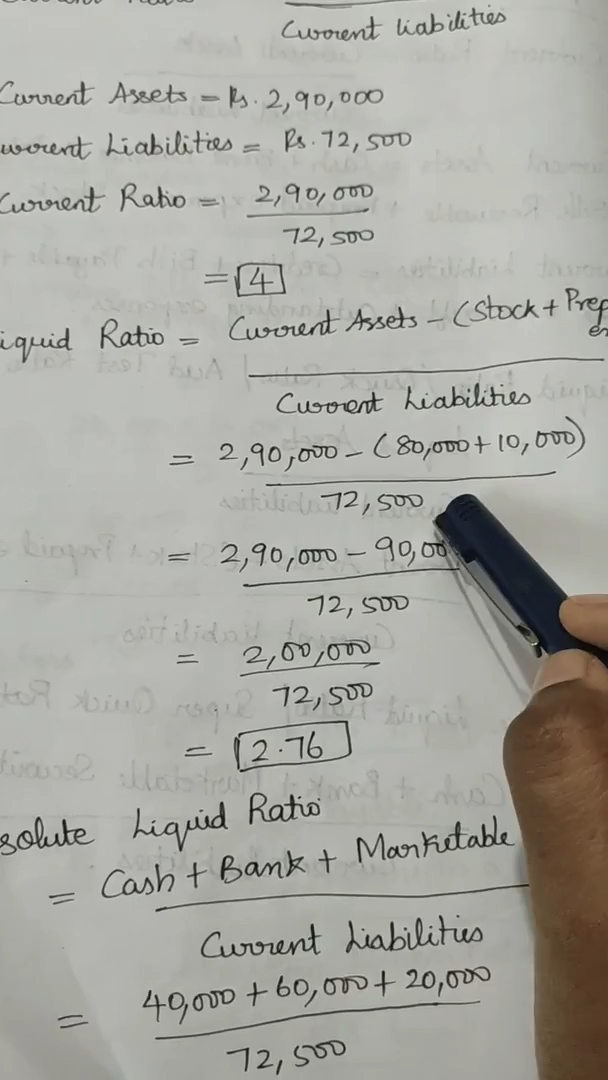 Current Liabilities
Current Assets = Rs. 2,90,000
urrent Liabilities = Rs. 72,500
Current Ratio = 2,90,000
72,500
= 4
iquid Ratio = Current Assets - (Stock + Prep
Current Liabilities
= 2,90,000 - (80,000 + 10,000)
72,500
= 2,90,000 - 90,00
72,500
= 2,00,000
72,500
= 2.76
solute Liquid Ratio
= Cash + Bank + Marketable
Current Liabilities
= 40,000 + 60,000 + 20,000
72,500